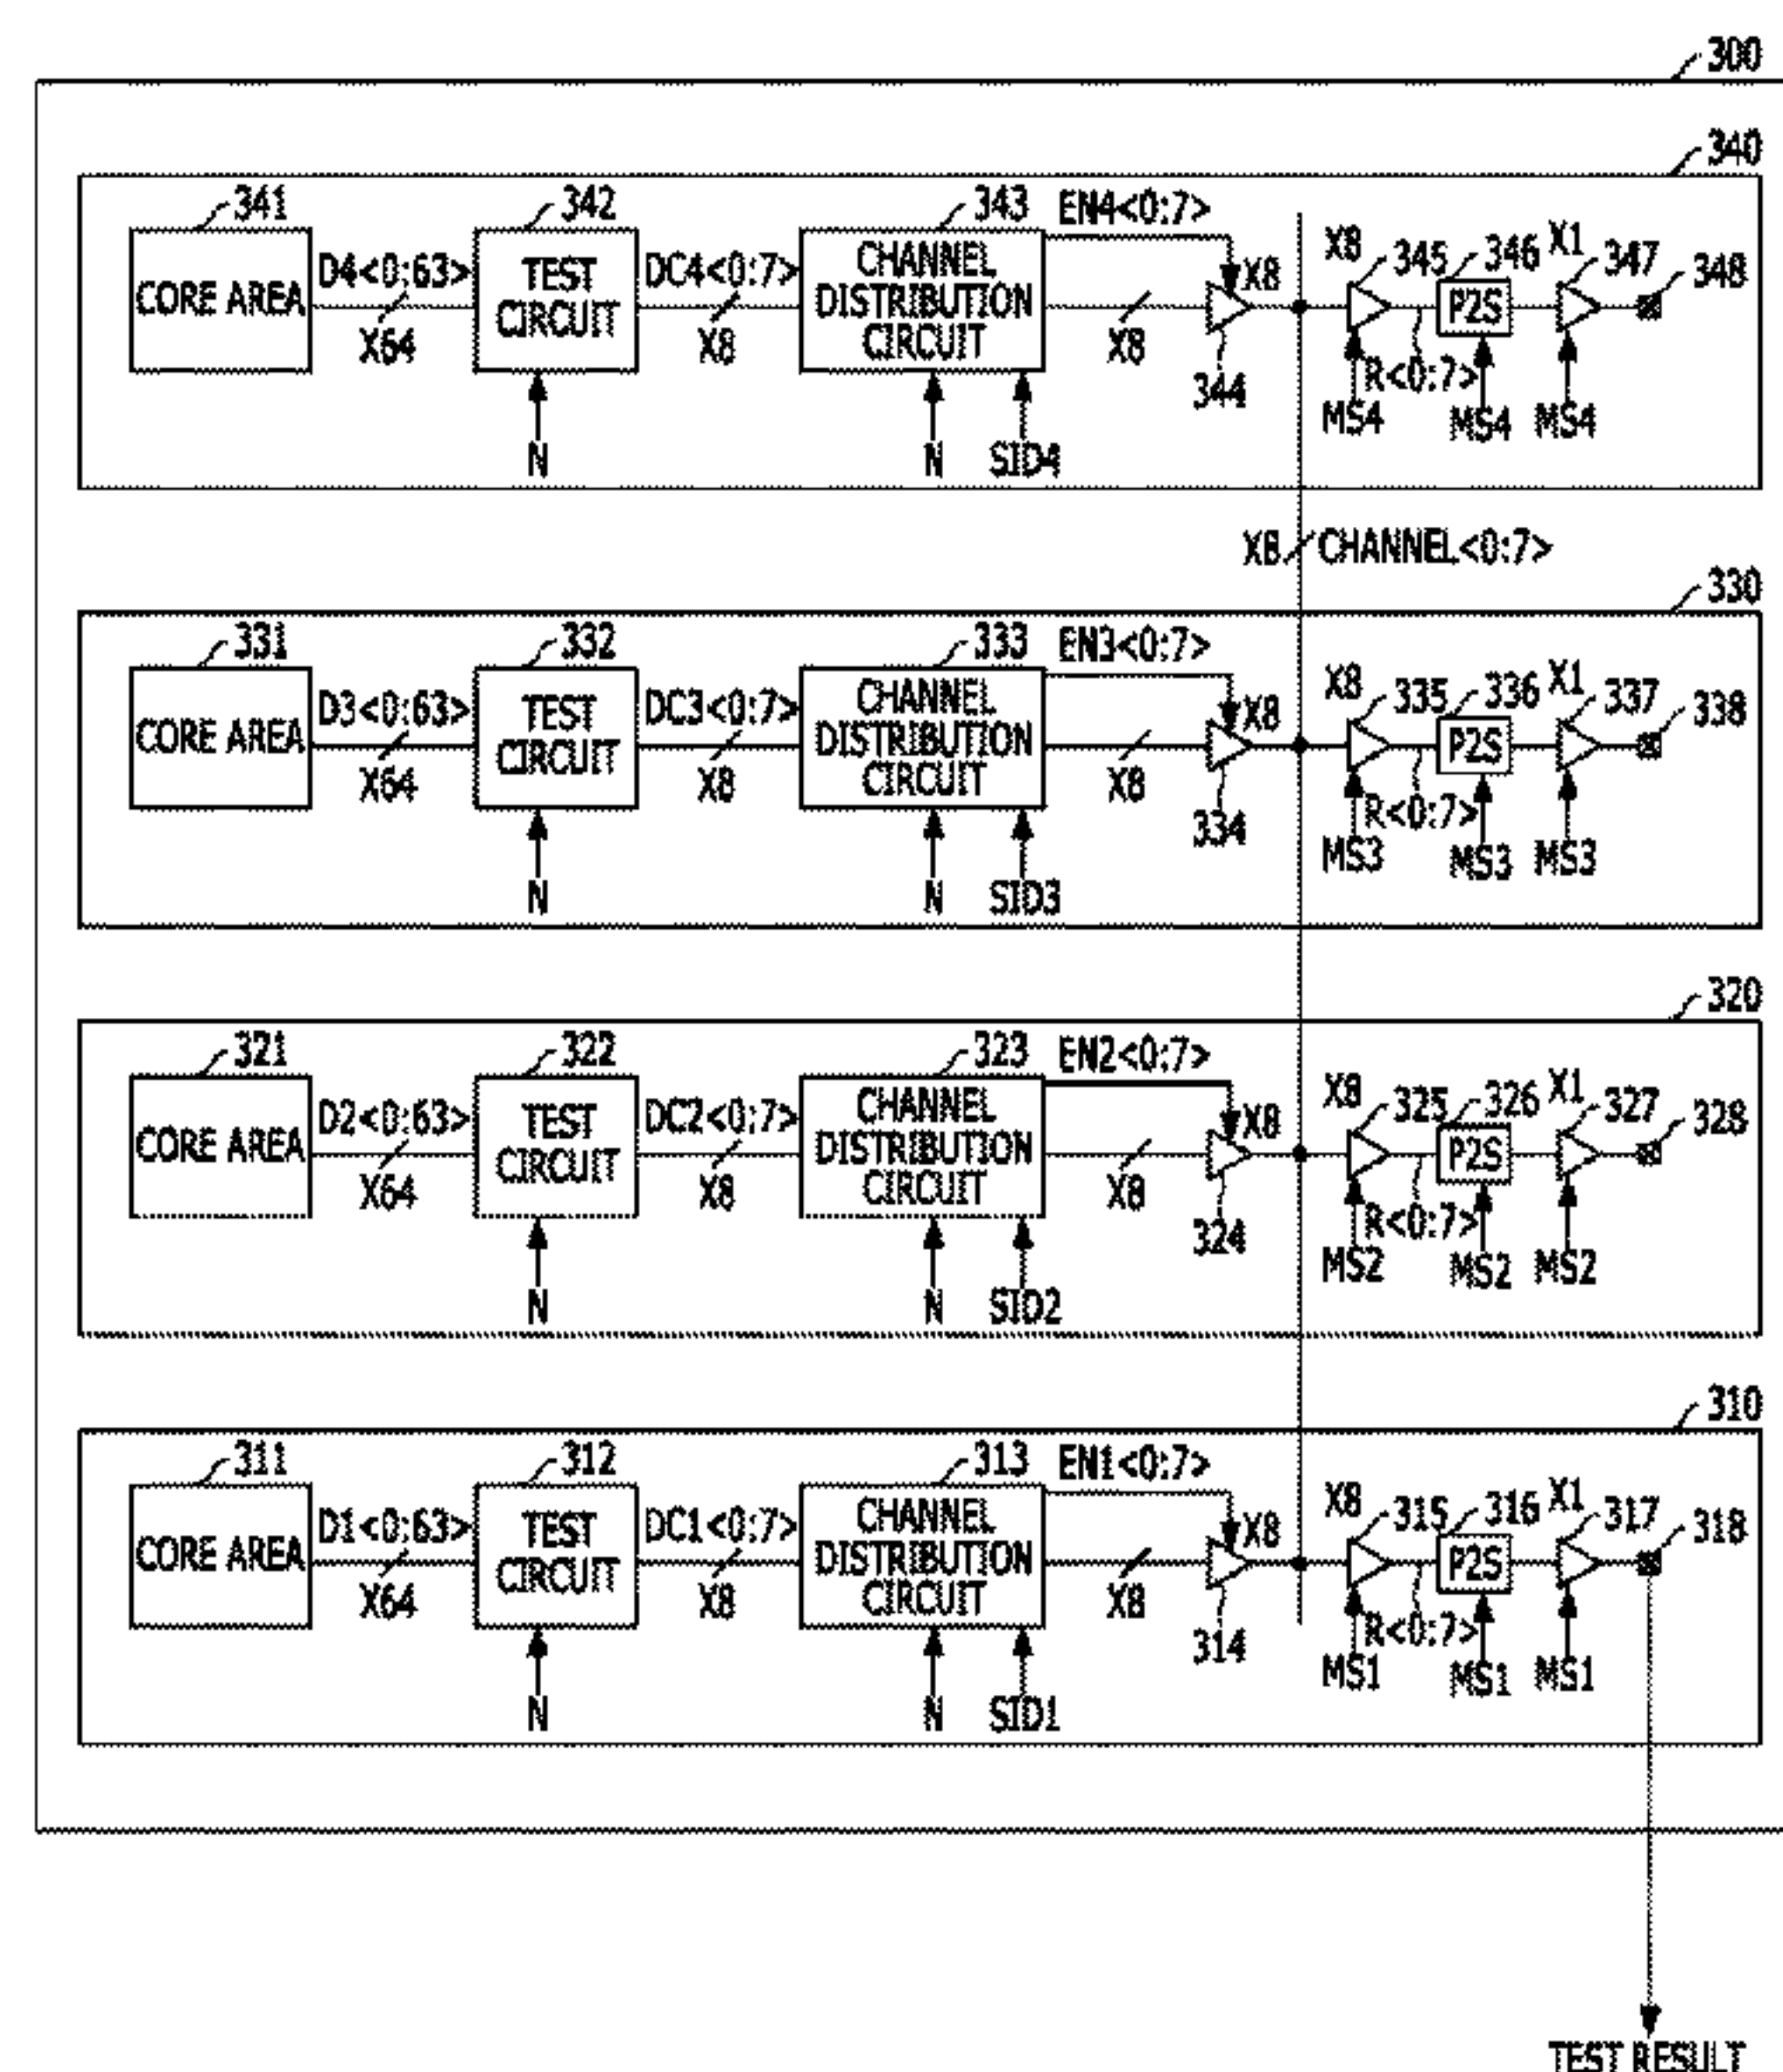 300
340
341
342
343
EN4<0:7>
CORE AREA
D4<0:63>
X64
TEST
CIRCUIT
DC4<0:7>
X8
CHANNEL
DISTRIBUTION
CIRCUIT
X8
X8
344
X8
345
346
X1
347
348
P2S
R<0:7>
MS4
MS4
MS4
N
N
SID4
X8
CHANNEL<0:7>
330
331
332
333
EN3<0:7>
CORE AREA
D3<0:63>
X64
TEST
CIRCUIT
DC3<0:7>
X8
CHANNEL
DISTRIBUTION
CIRCUIT
X8
X8
334
X8
335
336
X1
337
338
P2S
R<0:7>
MS3
MS3
MS3
N
N
SID3
320
321
322
323
EN2<0:7>
CORE AREA
D2<0:63>
X64
TEST
CIRCUIT
DC2<0:7>
X8
CHANNEL
DISTRIBUTION
CIRCUIT
X8
X8
324
X8
325
326
X1
327
328
P2S
R<0:7>
MS2
MS2
MS2
N
N
SID2
310
311
312
313
EN1<0:7>
CORE AREA
D1<0:63>
X64
TEST
CIRCUIT
DC1<0:7>
X8
CHANNEL
DISTRIBUTION
CIRCUIT
X8
X8
314
X8
315
316
X1
317
318
P2S
R<0:7>
MS1
MS1
MS1
N
N
SID1
TEST RESULT